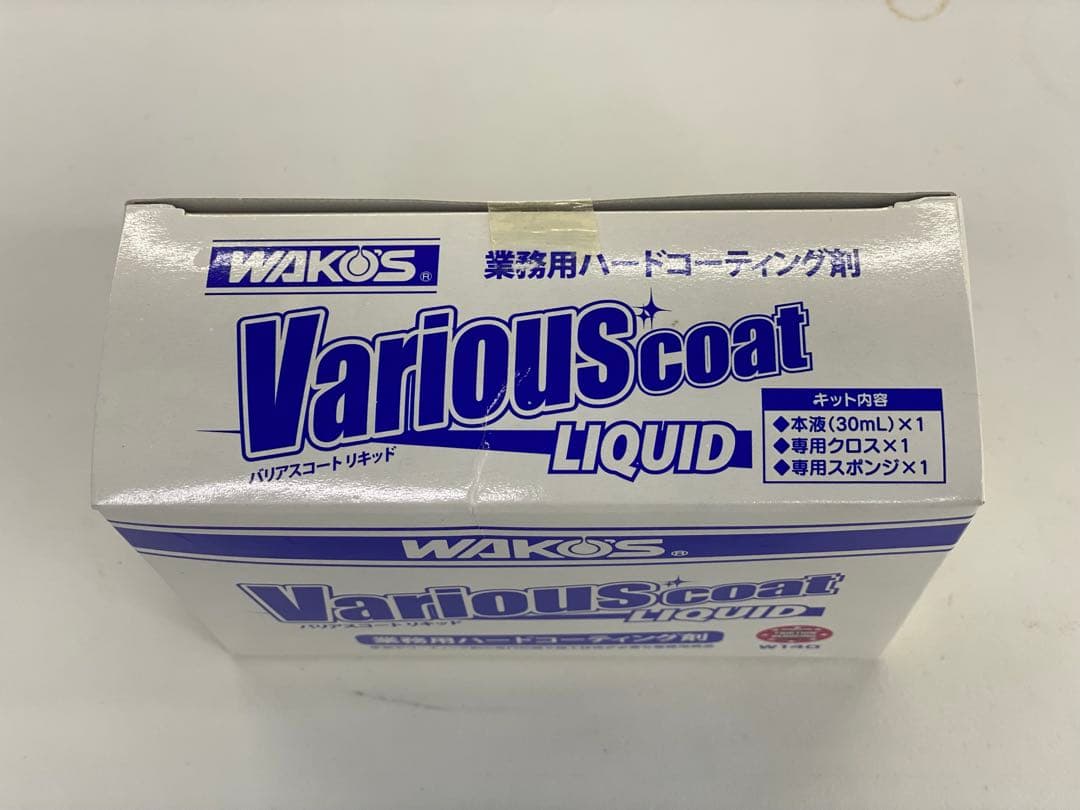 WAKO'S®
業務用ハードコーティング剤
Various coat
LIQUID
バリアスコート リキッド
キット内容
◆本液(30mL)×1
◆専用クロス×1
◆専用スポンジ×1
WAKO'S®
Various coat
LIQUID
バリアスコート リキッド
業務用ハードコーティング剤
W140